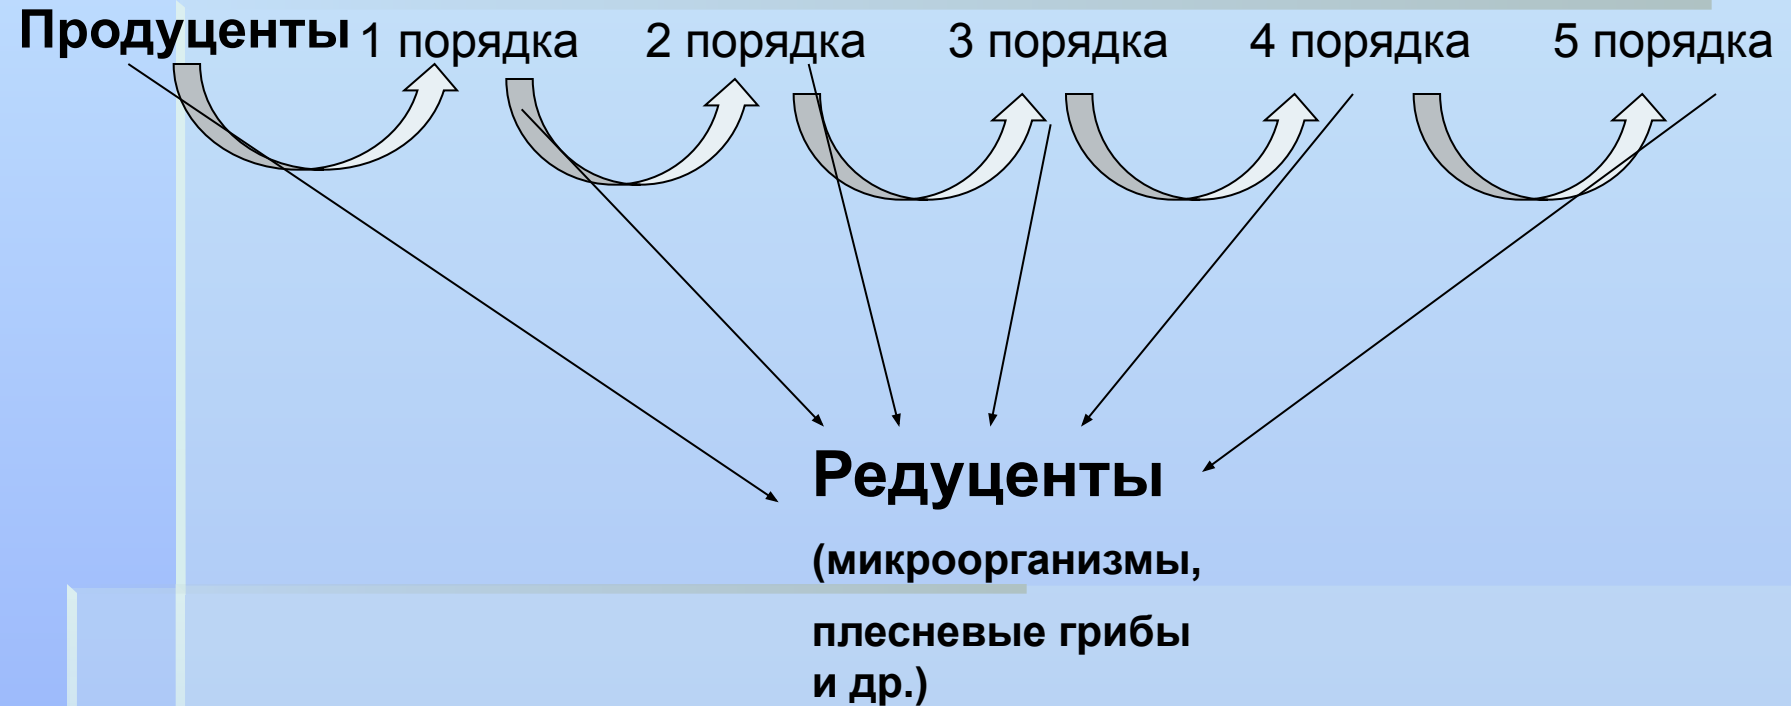 Продуценты 1 порядка 2 порядка 3 порядка 4 порядка 5 порядка
Редуценты
(микроорганизмы,
плесневые грибы
и др.)